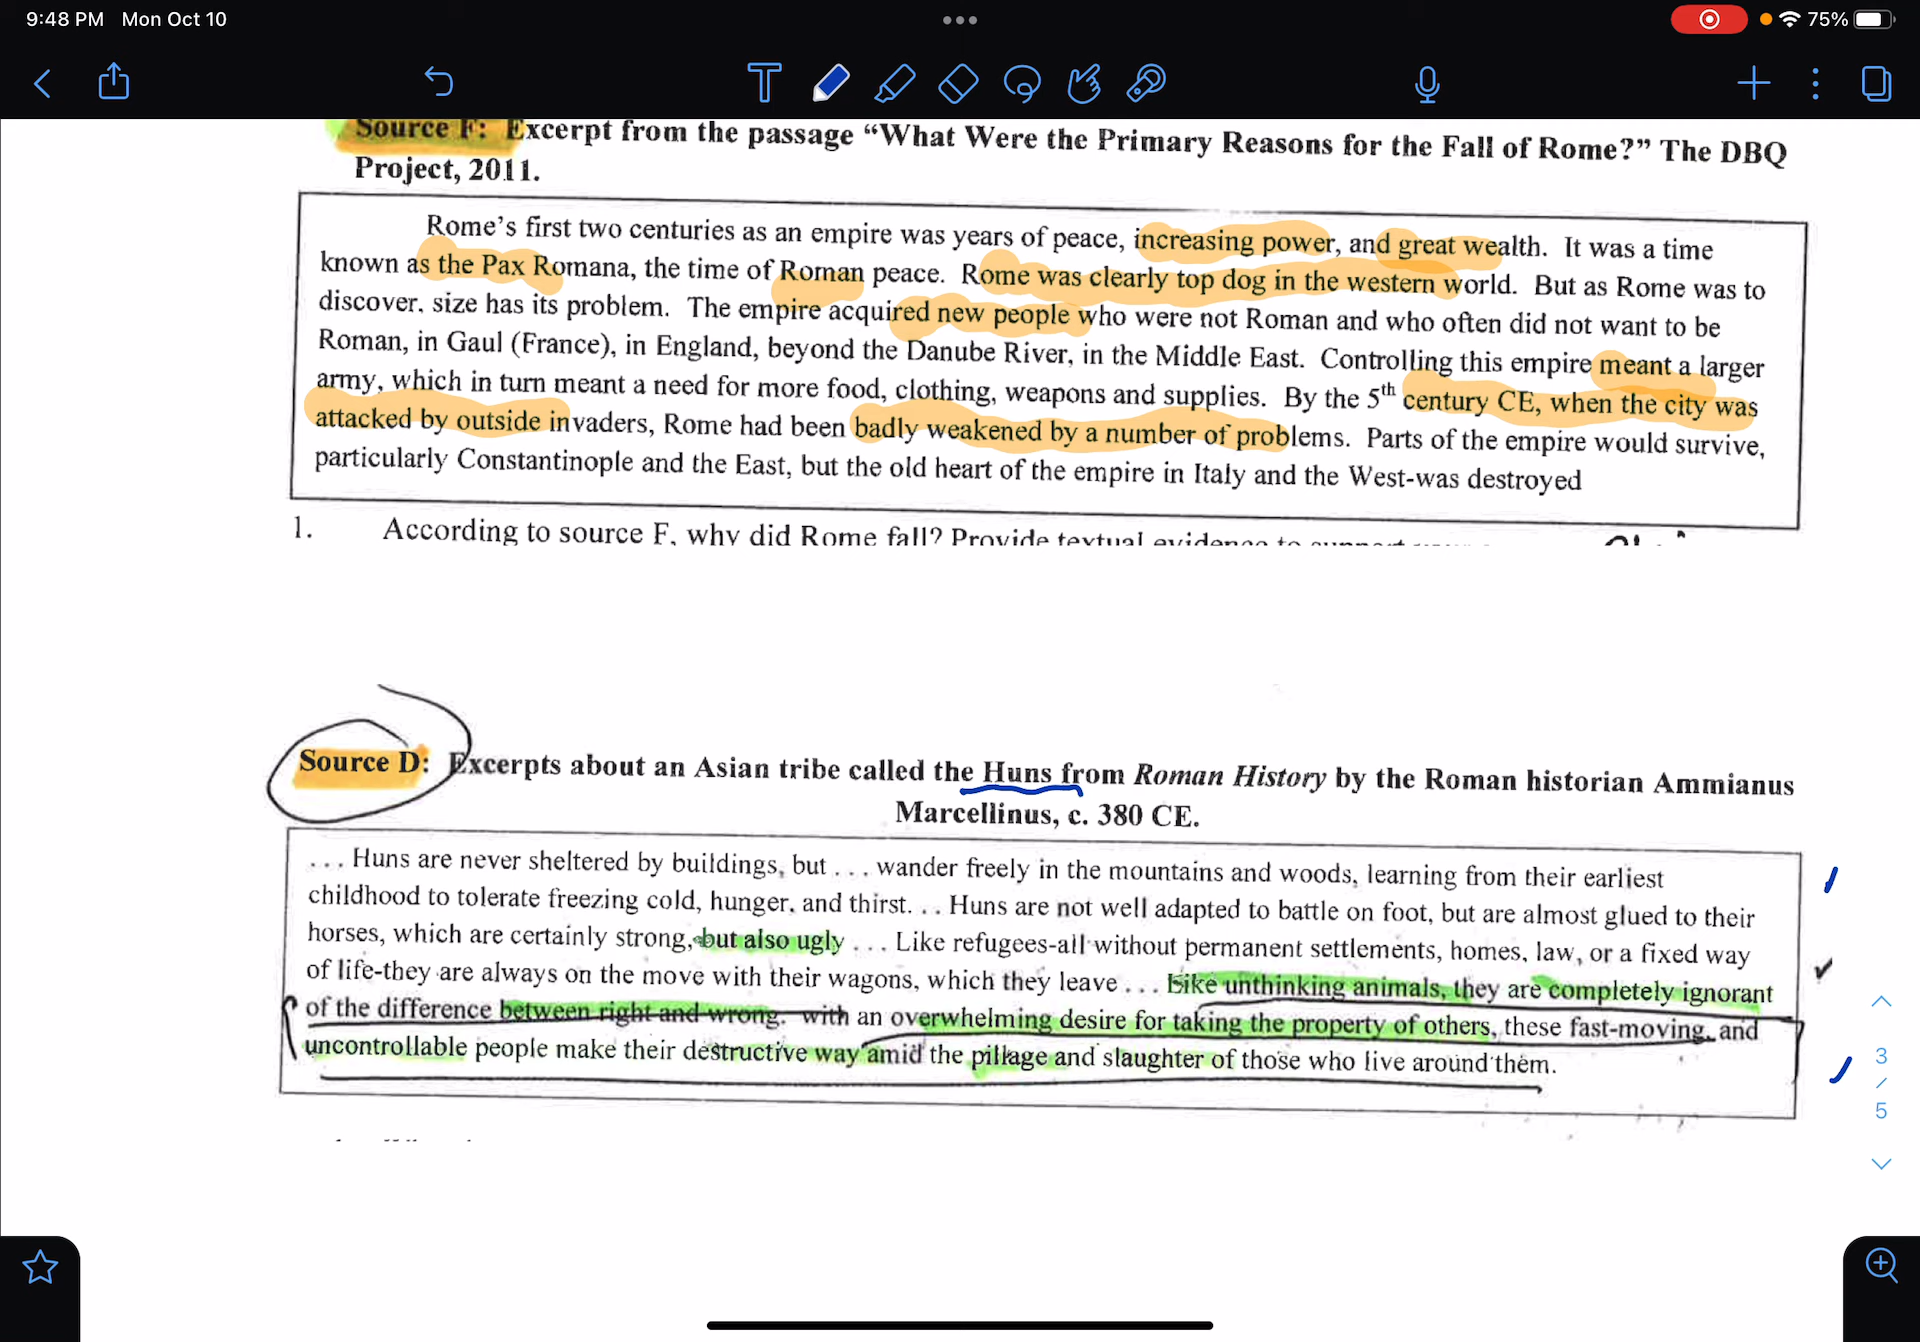 9:48 PM Mon Oct 10
75%
Source F: Excerpt from the passage “What Were the Primary Reasons for the Fall of Rome?” The DBQ
Project, 2011.
Rome’s first two centuries as an empire was years of peace, increasing power, and great wealth. It was a time
known as the Pax Romana, the time of Roman peace. Rome was clearly top dog in the western world. But as Rome was to
discover, size has its problem. The empire acquired new people who were not Roman and who often did not want to be
Roman, in Gaul (France), in England, beyond the Danube River, in the Middle East. Controlling this empire meant a larger
army, which in turn meant a need for more food, clothing, weapons and supplies. By the 5th century CE, when the city was
attacked by outside invaders, Rome had been badly weakened by a number of problems. Parts of the empire would survive,
particularly Constantinople and the East, but the old heart of the empire in Italy and the West-was destroyed
1. According to source F, why did Rome fall? Provide textual evidence to support
Source D: Excerpts about an Asian tribe called the Huns from Roman History by the Roman historian Ammianus
Marcellinus, c. 380 CE.
. . . Huns are never sheltered by buildings, but . . . wander freely in the mountains and woods, learning from their earliest
childhood to tolerate freezing cold, hunger, and thirst. . . Huns are not well adapted to battle on foot, but are almost glued to their
horses, which are certainly strong, but also ugly . . . Like refugees-all without permanent settlements, homes, law, or a fixed way
of life-they are always on the move with their wagons, which they leave . . . Like unthinking animals, they are completely ignorant
of the difference between right and wrong. with an overwhelming desire for taking the property of others, these fast-moving, and
uncontrollable people make their destructive way amid the pillage and slaughter of those who live around them.
3
/
5